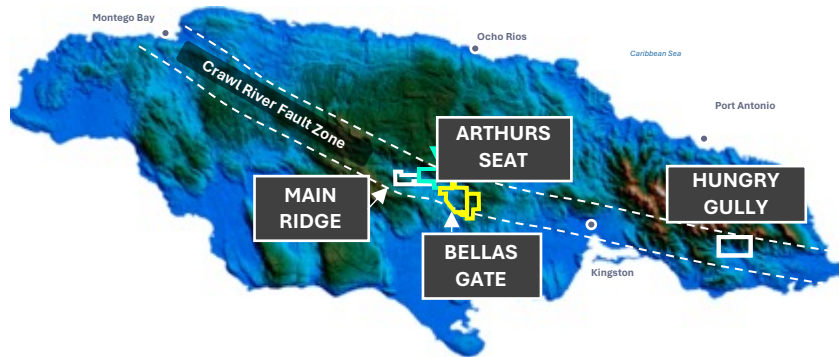 Montego Bay
Ocho Rios
Caribbean Sea
Crawl River Fault Zone
Port Antonio
ARTHURS
SEAT
MAIN
RIDGE
HUNGRY
GULLY
BELLAS
GATE
Kingston